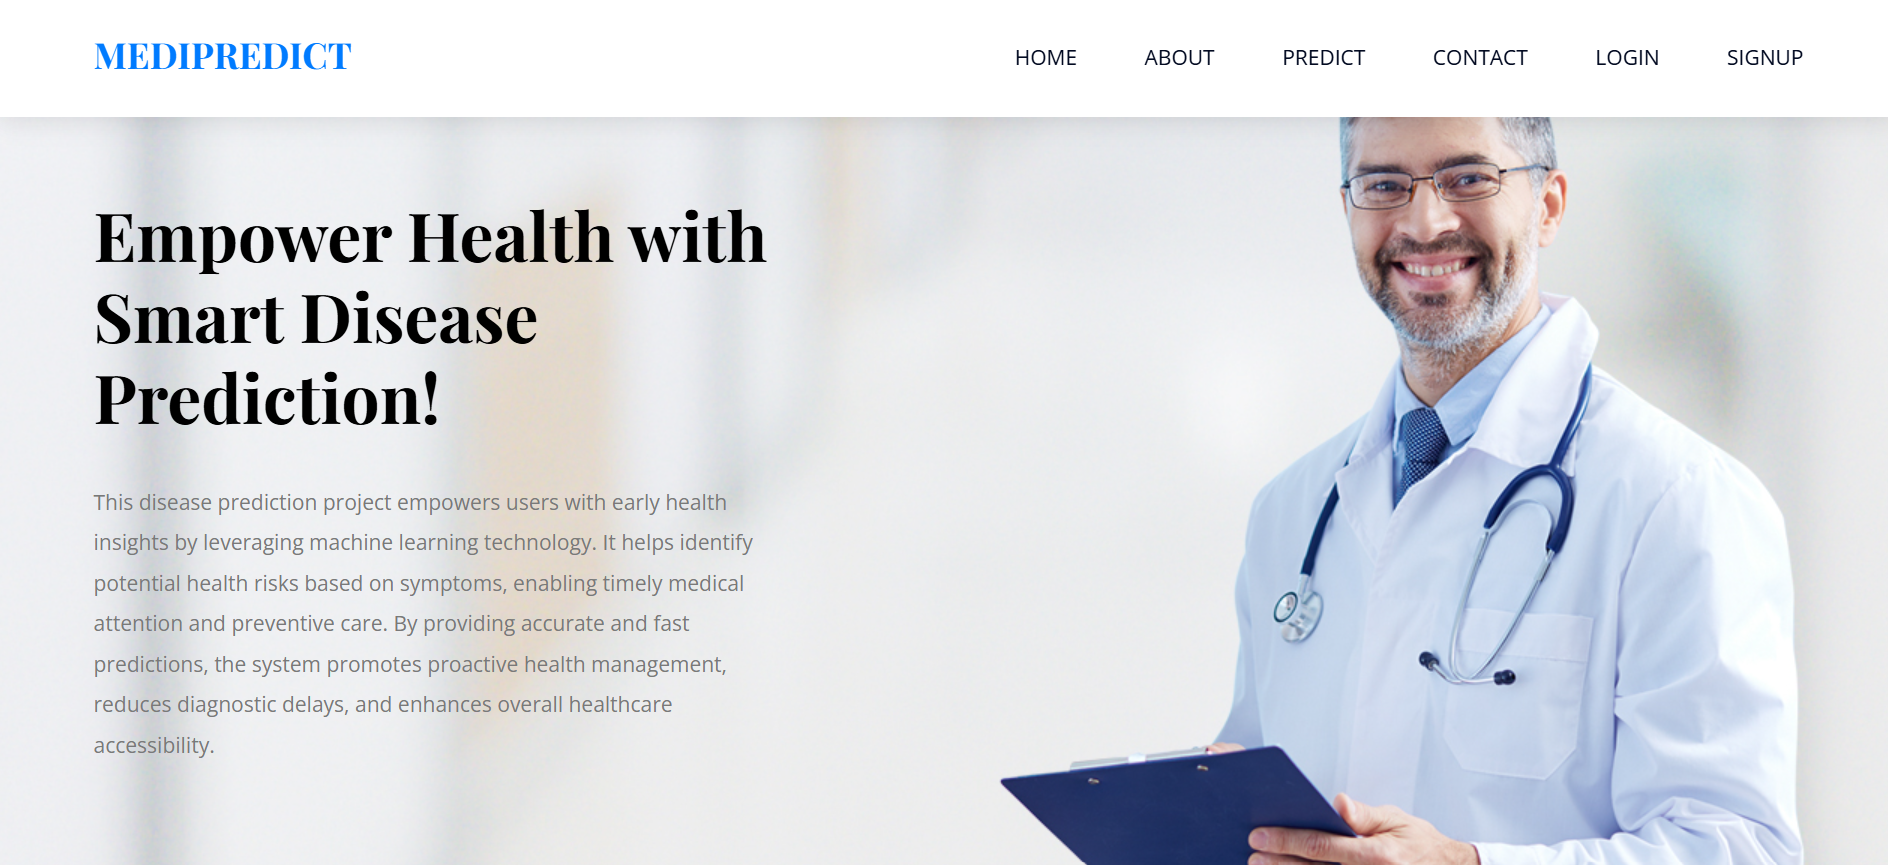 MEDIPREDICT
HOME
ABOUT
PREDICT
CONTACT
LOGIN
SIGNUP
Empower Health with
Smart Disease
Prediction!
This disease prediction project empowers users with early health
insights by leveraging machine learning technology. It helps identify
potential health risks based on symptoms, enabling timely medical
attention and preventive care. By providing accurate and fast
predictions, the system promotes proactive health management,
reduces diagnostic delays, and enhances overall healthcare
accessibility.